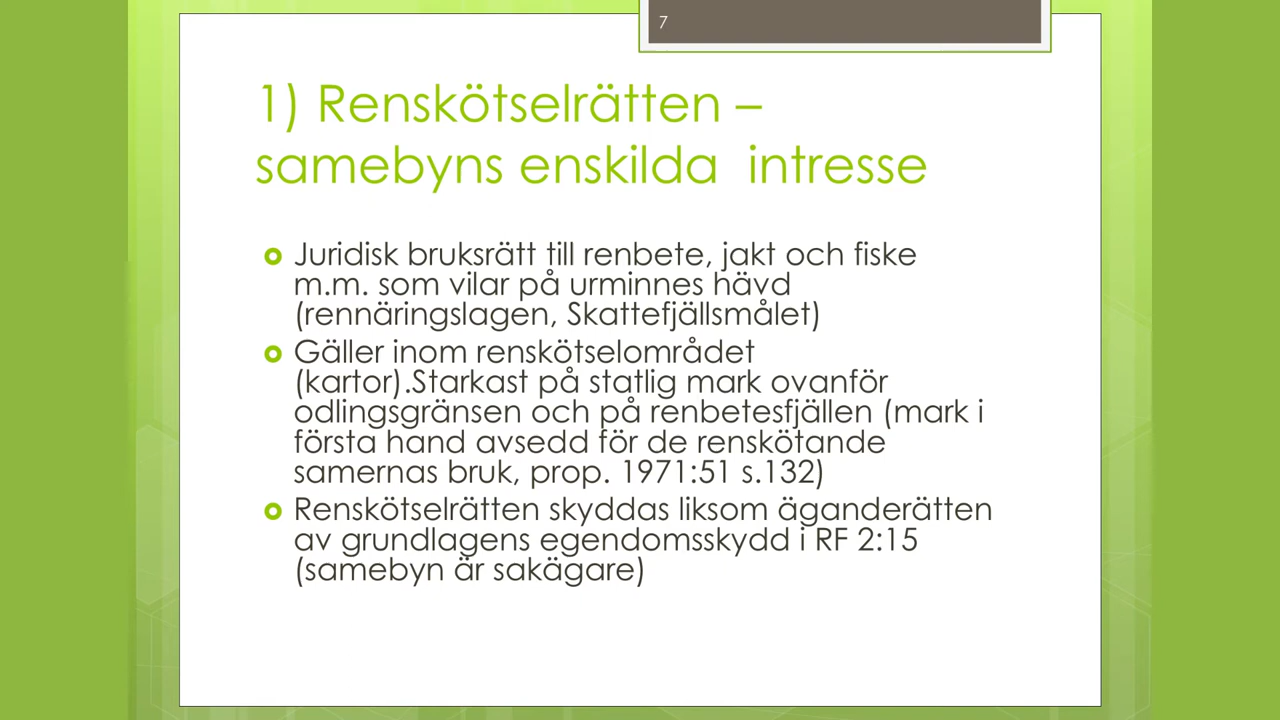 7
1) Renskötselrätten –
samebyns enskilda  intresse
Juridisk bruksrätt till renbete, jakt och fiske
m.m. som vilar på urminnes hävd
(rennäringslagen, Skattefjällsmålet)
Gäller inom renskötselområdet
(kartor).Starkast på statlig mark ovanför
odlingsgränsen och på renbetesfjällen (mark i
första hand avsedd för de renskötande
samernas bruk, prop. 1971:51 s.132)
Renskötselrätten skyddas liksom äganderätten
av grundlagens egendomsskydd i RF 2:15
(samebyn är sakägare)